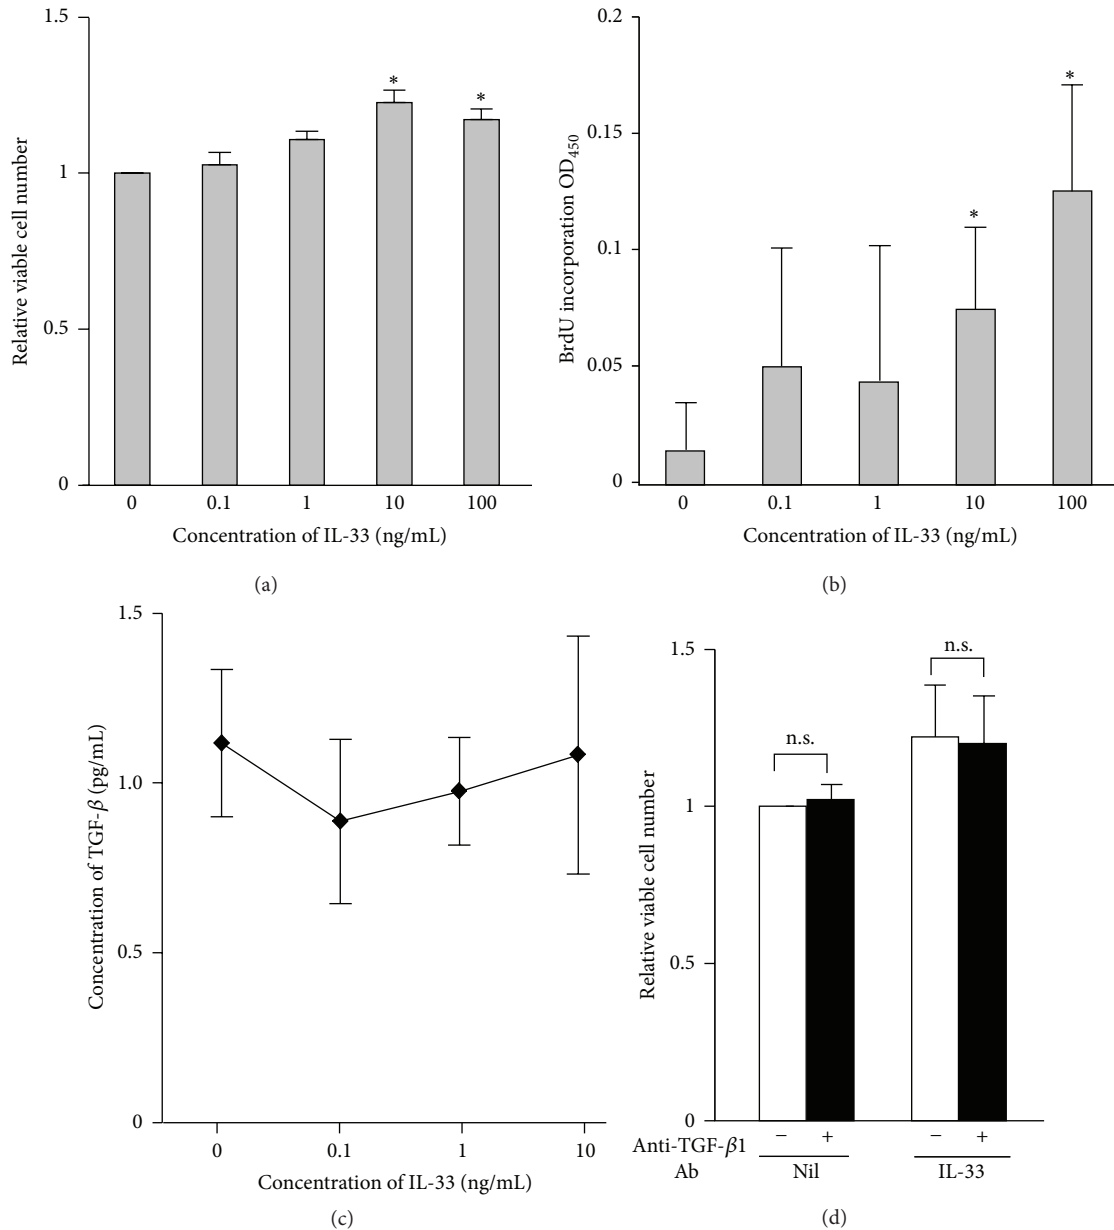 1.5
1
0.5
0
Relative viable cell number
*
*
0 0.1 1 10 100
Concentration of IL-33 (ng/mL)
(a)
0.2
0.15
0.1
0.05
0
BrdU incorporation OD450
*
*
0 0.1 1 10 100
Concentration of IL-33 (ng/mL)
(b)
1.5
1.0
0.5
0
Concentration of TGF-β (pg/mL)
0 0.1 1 10
Concentration of IL-33 (ng/mL)
(c)
1.5
1
0.5
0
Relative viable cell number
n.s.
n.s.
Anti-TGF-β1 − + − +
Ab Nil IL-33
(d)